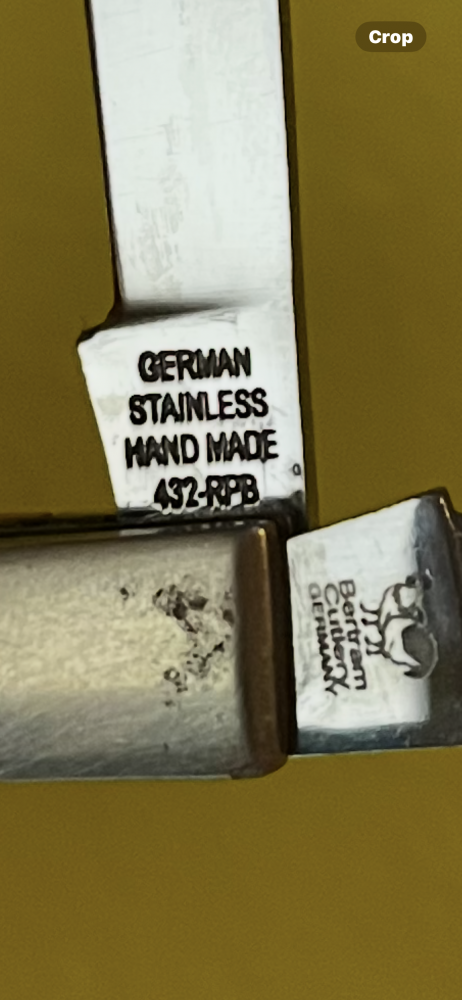 Crop
GERMAN
STAINLESS
HAND MADE
432-RPB
Bertram
Cutlery
GERMANY